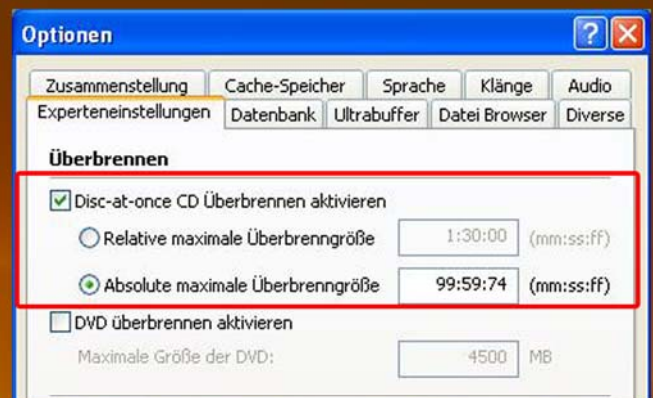 Optionen
Zusammenstellung Cache-Speicher Sprache Klänge Audio
Experteneinstellungen Datenbank Ultrabuffer Datei Browser Diverse
Überbrennen
Disc-at-once CD Überbrennen aktivieren
Relative maximale Überbrenngröße 1:30:00 (mm:ss:ff)
Absolute maximale Überbrenngröße 99:59:74 (mm:ss:ff)
DVD überbrennen aktivieren
Maximale Größe der DVD: 4500 MB